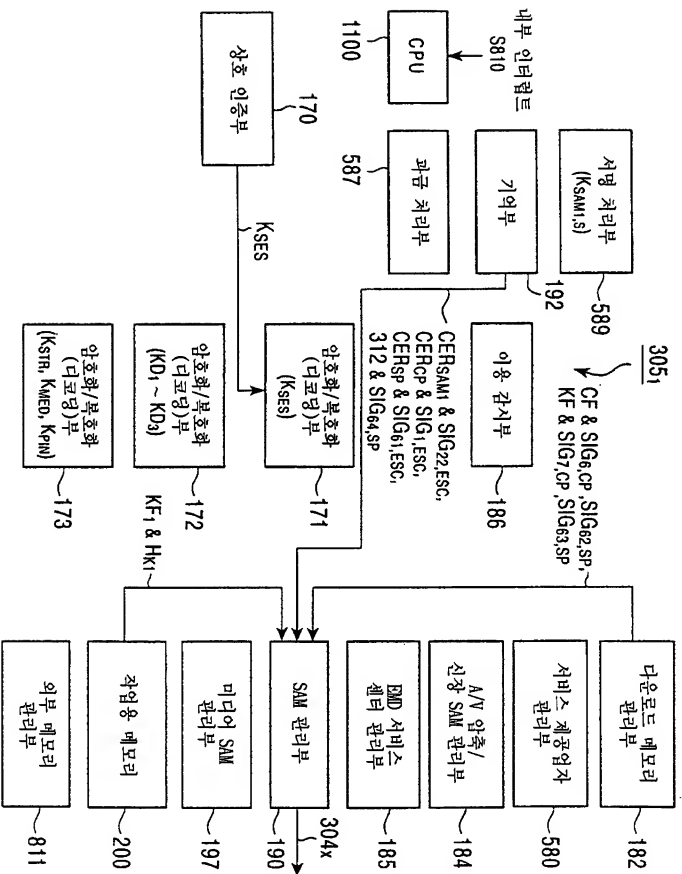 305₁
서명 처리부
(KSAM1,S)
589
기억부
192
과금 처리부
587
내부 인터럽트
S810
CPU
1100
상호 인증부
170
KSES
이용 감시부
186
CERSAM1 & SIG22,ESC,
CERCP & SIG1,ESC,
CERSP & SIG61,ESC,
312 & SIG64,SP
암호화/복호화
(디코딩)부
(KSES)
171
암호화/복호화
(디코딩)부
(KD1 ~ KD3)
172
암호화/복호화
(디코딩)부
(KSTR, KMED, KPIN)
173
CF & SIG6,CP ,SIG62,SP,
KF & SIG7,CP ,SIG63,SP
KF1 & HK1
다운로드 메모리
관리부
182
서비스 제공업자
관리부
580
A/V 압축/
신장 SAM 관리부
184
EMD 서비스
센터 관리부
185
SAM 관리부
190
304x
미디어 SAM
관리부
197
작업용 메모리
200
외부 메모리
관리부
811